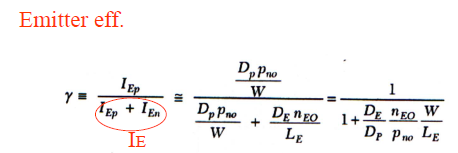 Emitter eff.
γ ≡ I_Ep / (I_Ep + I_En) ≅ (D_p p_no / W) / (D_p p_no / W + D_E n_EO / L_E) = 1 / (1 + (D_E / D_P) (n_EO / p_no) (W / L_E))
I_E